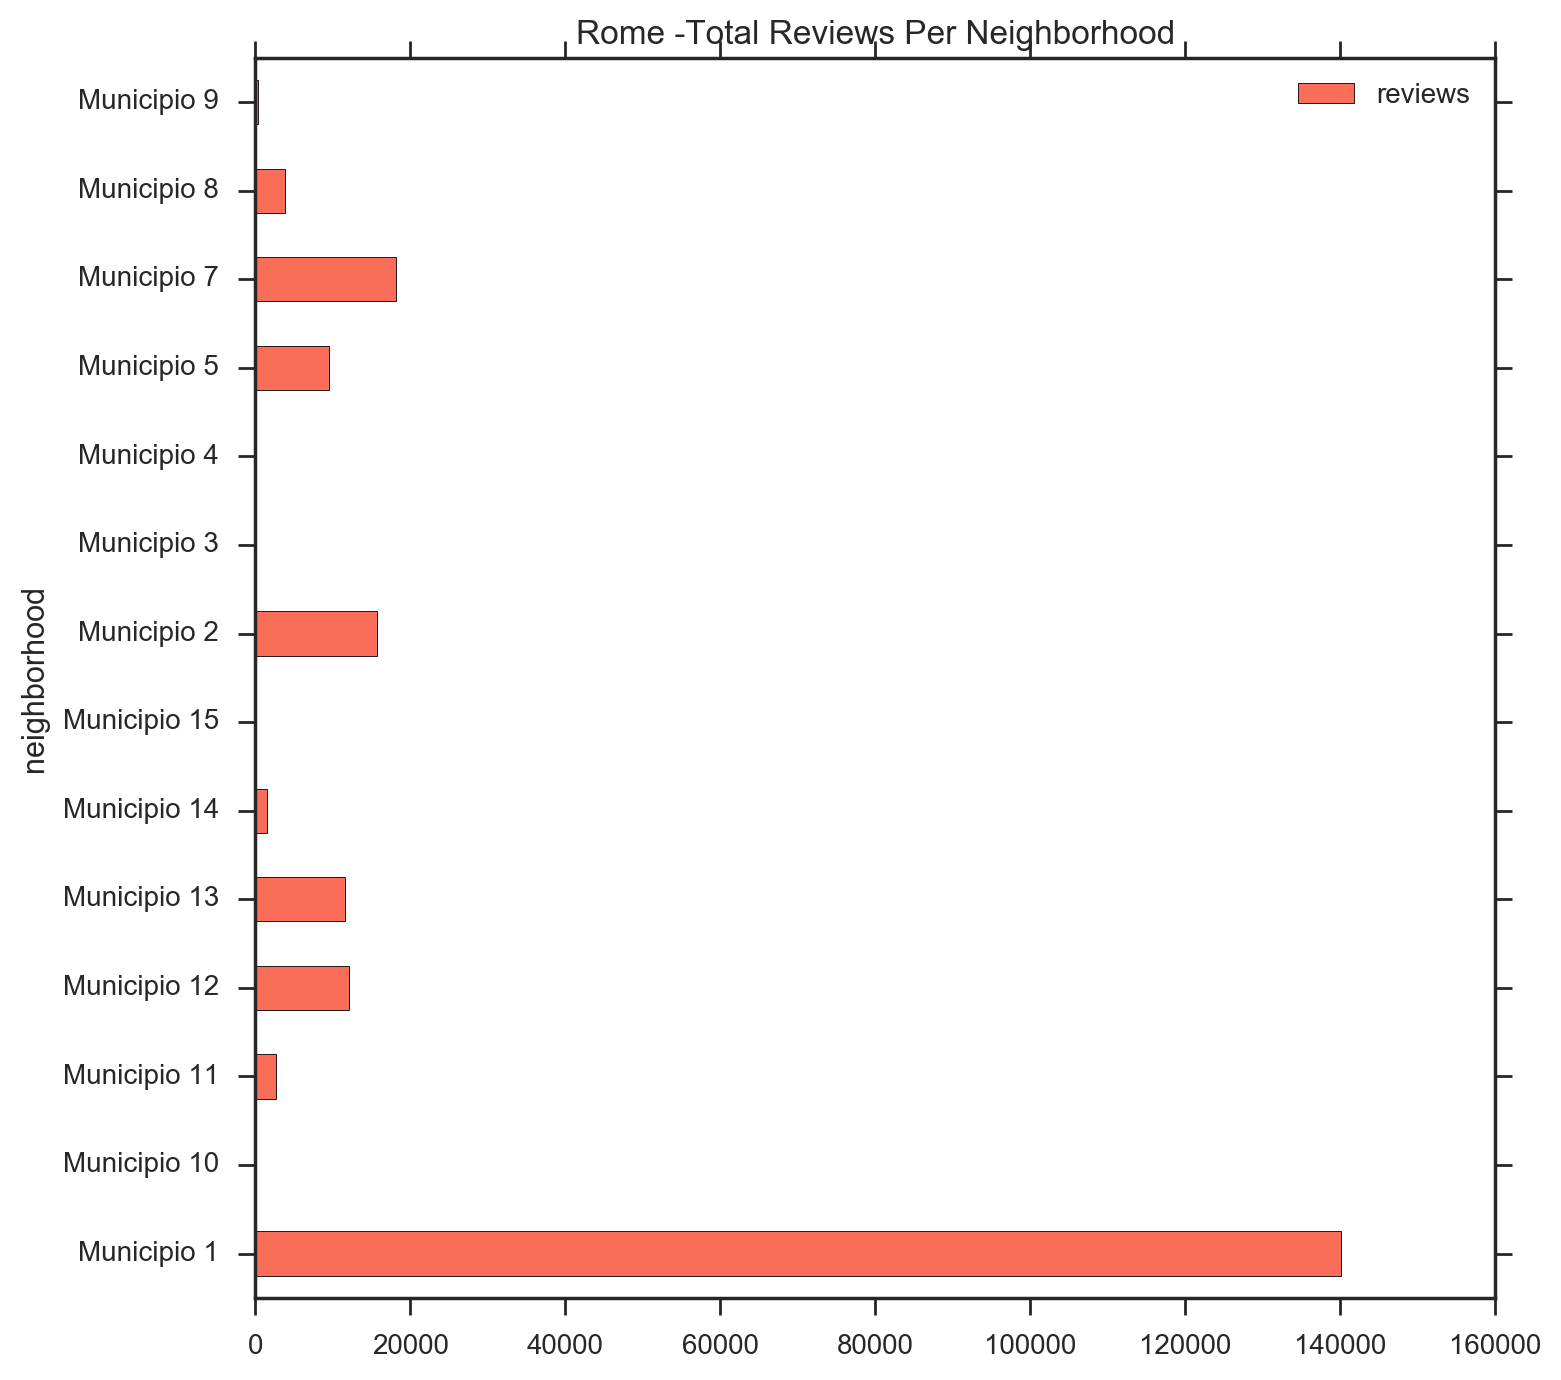 Rome -Total Reviews Per Neighborhood
reviews
Municipio 9
Municipio 8
Municipio 7
Municipio 5
Municipio 4
Municipio 3
Municipio 2
Municipio 15
Municipio 14
Municipio 13
Municipio 12
Municipio 11
Municipio 10
Municipio 1
neighborhood
0 20000 40000 60000 80000 100000 120000 140000 160000